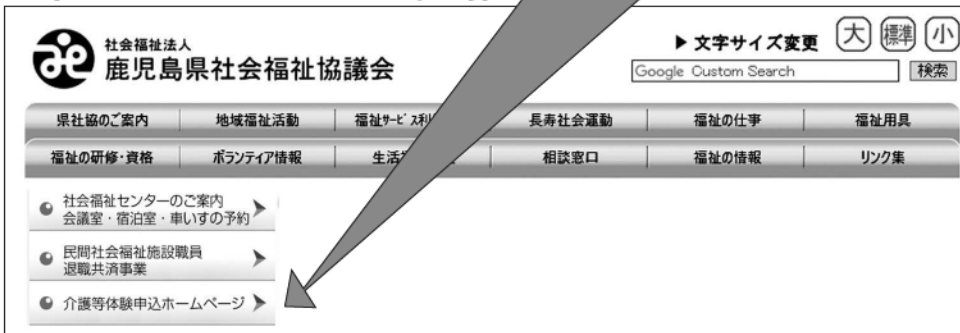 社会福祉法人
鹿児島県社会福祉協議会
▶ 文字サイズ変更 大 標準 小
Google Custom Search 検索
県社協のご案内 地域福祉活動 福祉サービス利 長寿社会運動 福祉の仕事 福祉用具
福祉の研修・資格 ボランティア情報 生活 相談窓口 福祉の情報 リンク集
社会福祉センターのご案内
会議室・宿泊室・車いすの予約
民間社会福祉施設職員
退職共済事業
介護等体験申込ホームページ